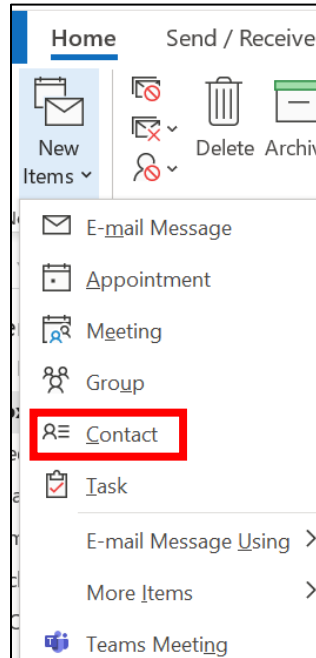 Home Send / Receive
New
Items
Delete
E-mail Message
Appointment
Meeting
Group
Contact
Task
E-mail Message Using
More Items
Teams Meeting